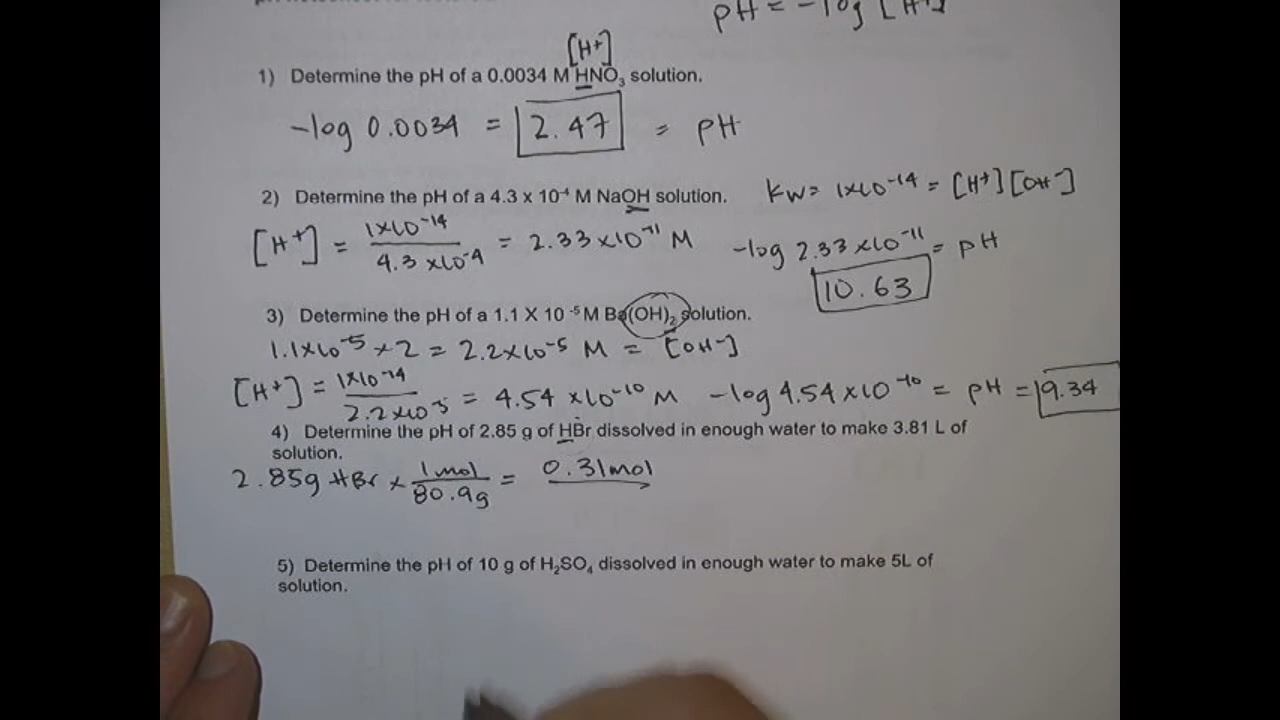 pH = -log [H+]
[H+]
1) Determine the pH of a 0.0034 M HNO₃ solution.
-log 0.0034 = 2.47 = pH
2) Determine the pH of a 4.3 x 10⁻⁴ M NaOH solution.
Kw = 1x10⁻¹⁴ = [H+][OH⁻]
[H+] = 1x10⁻¹⁴ / 4.3x10⁻⁴ = 2.33x10⁻¹¹ M
-log 2.33x10⁻¹¹ = pH
10.63
3) Determine the pH of a 1.1 X 10⁻⁵ M Ba(OH)₂ solution.
1.1x10⁻⁵ x 2 = 2.2x10⁻⁵ M = [OH⁻]
[H+] = 1x10⁻¹⁴ / 2.2x10⁻⁵ = 4.54x10⁻¹⁰ M -log 4.54x10⁻¹⁰ = pH = 9.34
4) Determine the pH of 2.85 g of HBr dissolved in enough water to make 3.81 L of
solution.
2.85g HBr x 1mol / 80.9g = 0.31mol
5) Determine the pH of 10 g of H₂SO₄ dissolved in enough water to make 5L of
solution.